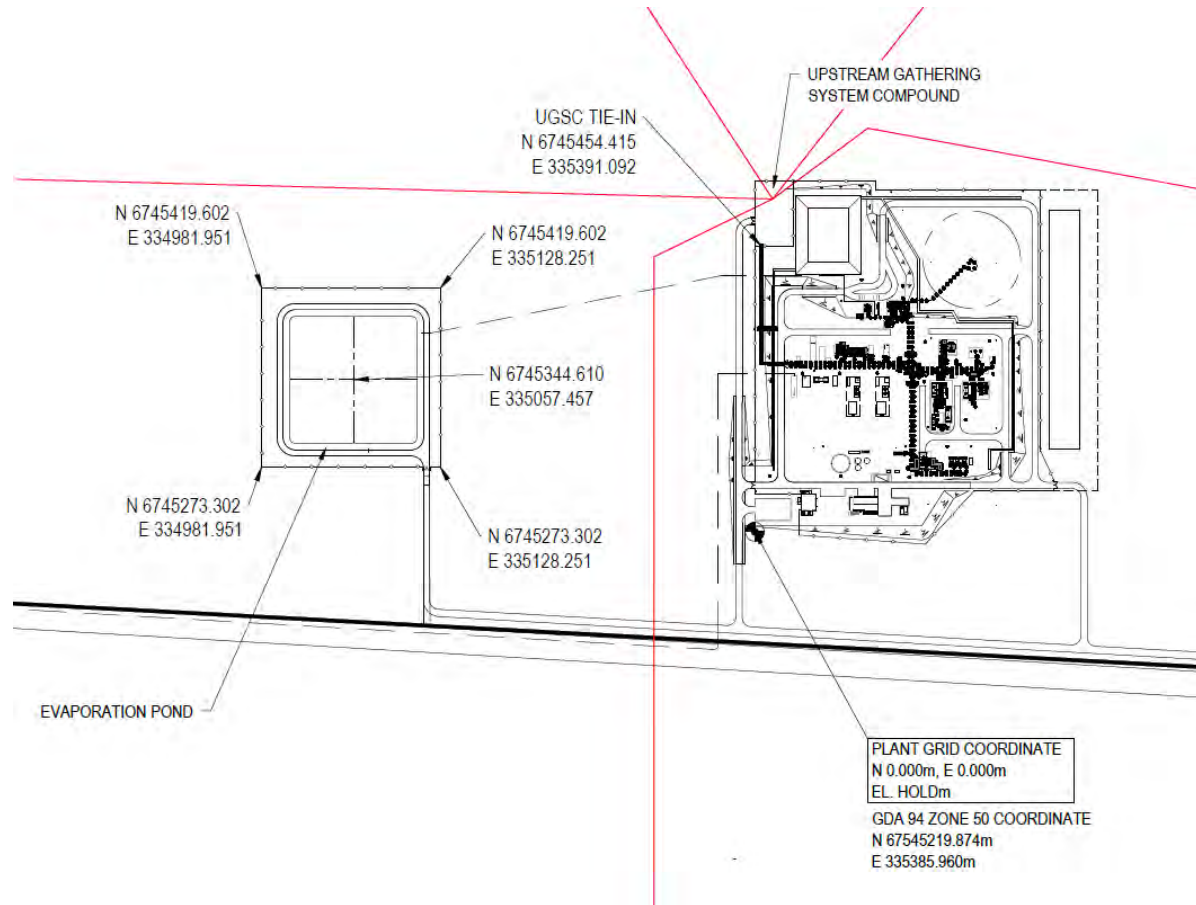 UPSTREAM GATHERING
SYSTEM COMPOUND
UGSC TIE-IN
N 6745454.415
E 335391.092
N 6745419.602
E 334981.951
N 6745419.602
E 335128.251
N 6745344.610
E 335057.457
N 6745273.302
E 334981.951
N 6745273.302
E 335128.251
EVAPORATION POND
PLANT GRID COORDINATE
N 0.000m, E 0.000m
EL. HOLDm
GDA 94 ZONE 50 COORDINATE
N 67545219.874m
E 335385.960m